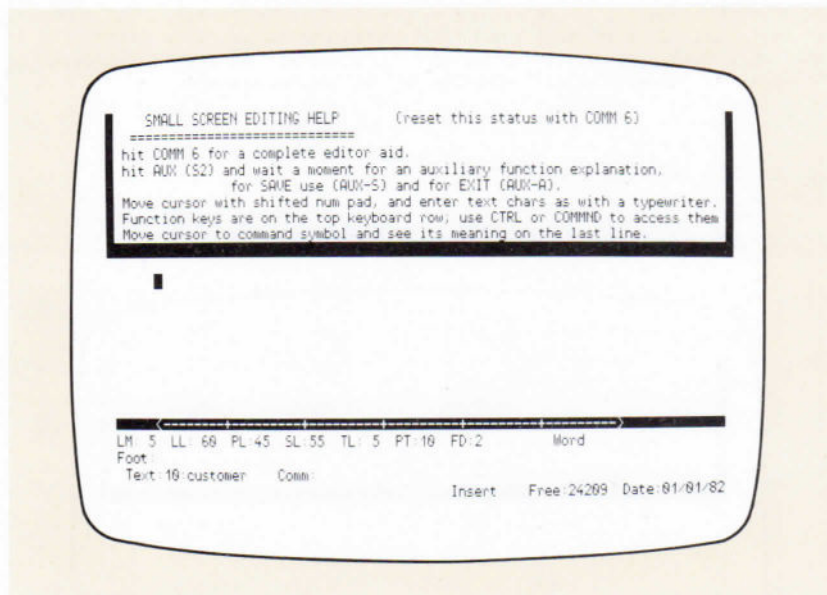 SMALL SCREEN EDITING HELP (reset this status with COMM 6)
============================
hit COMM 6 for a complete editor aid.
hit AUX (S2) and wait a moment for an auxiliary function explanation,
for SAVE use (AUX-S) and for EXIT (AUX-A).
Move cursor with shifted num pad, and enter text chars as with a typewriter.
Function keys are on the top keyboard row; use CTRL or COMMND to access them
Move cursor to command symbol and see its meaning on the last line.
LM: 5 LL: 60 PL:45 SL:55 TL: 5 PT:10 FD:2 Word
Foot:
Text:10:customer Comm:
Insert Free:24209 Date:01/01/82